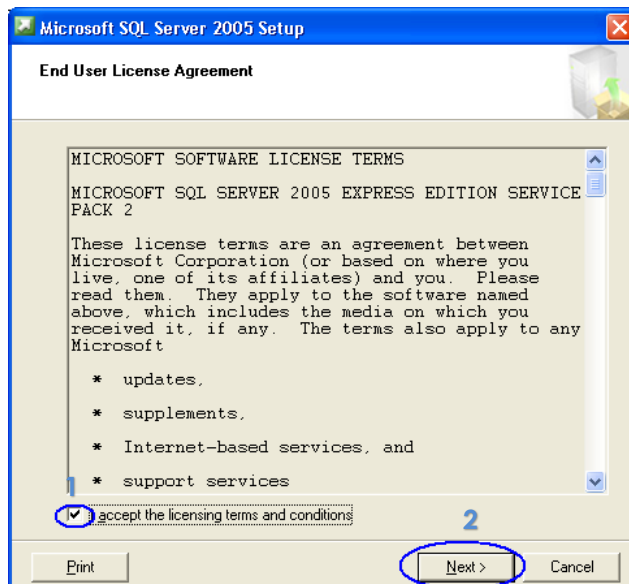 Microsoft SQL Server 2005 Setup
End User License Agreement
MICROSOFT SOFTWARE LICENSE TERMS
MICROSOFT SQL SERVER 2005 EXPRESS EDITION SERVICE
PACK 2
These license terms are an agreement between
Microsoft Corporation (or based on where you
live, one of its affiliates) and you.  Please
read them.  They apply to the software named
above, which includes the media on which you
received it, if any.  The terms also apply to any
Microsoft
* updates,
* supplements,
* Internet-based services, and
* support services
1
I accept the licensing terms and conditions
2
Print
Next >
Cancel